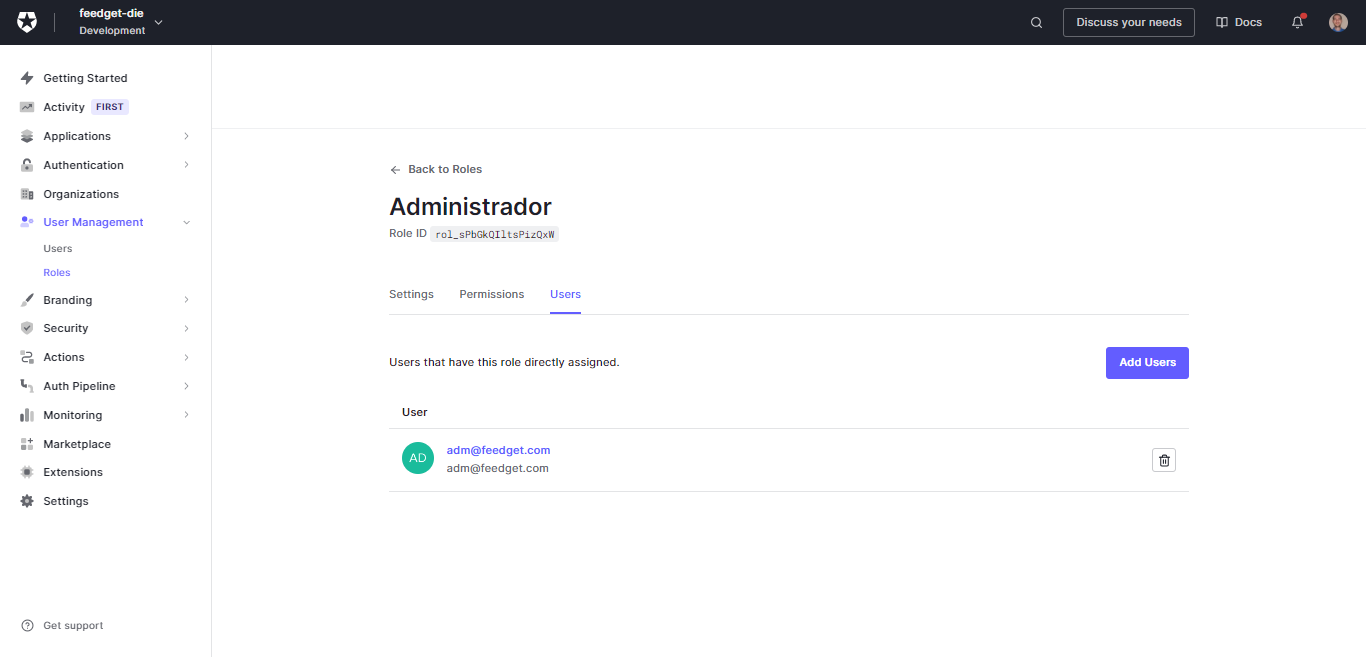 feedget-die
Development
Discuss your needs
Docs
Getting Started
Activity FIRST
Applications
Authentication
Organizations
User Management
Users
Roles
Branding
Security
Actions
Auth Pipeline
Monitoring
Marketplace
Extensions
Settings
Get support
Back to Roles
Administrador
Role ID rol_sPbGkQIltsPizQxW
Settings Permissions Users
Users that have this role directly assigned.
Add Users
User
AD
adm@feedget.com
adm@feedget.com